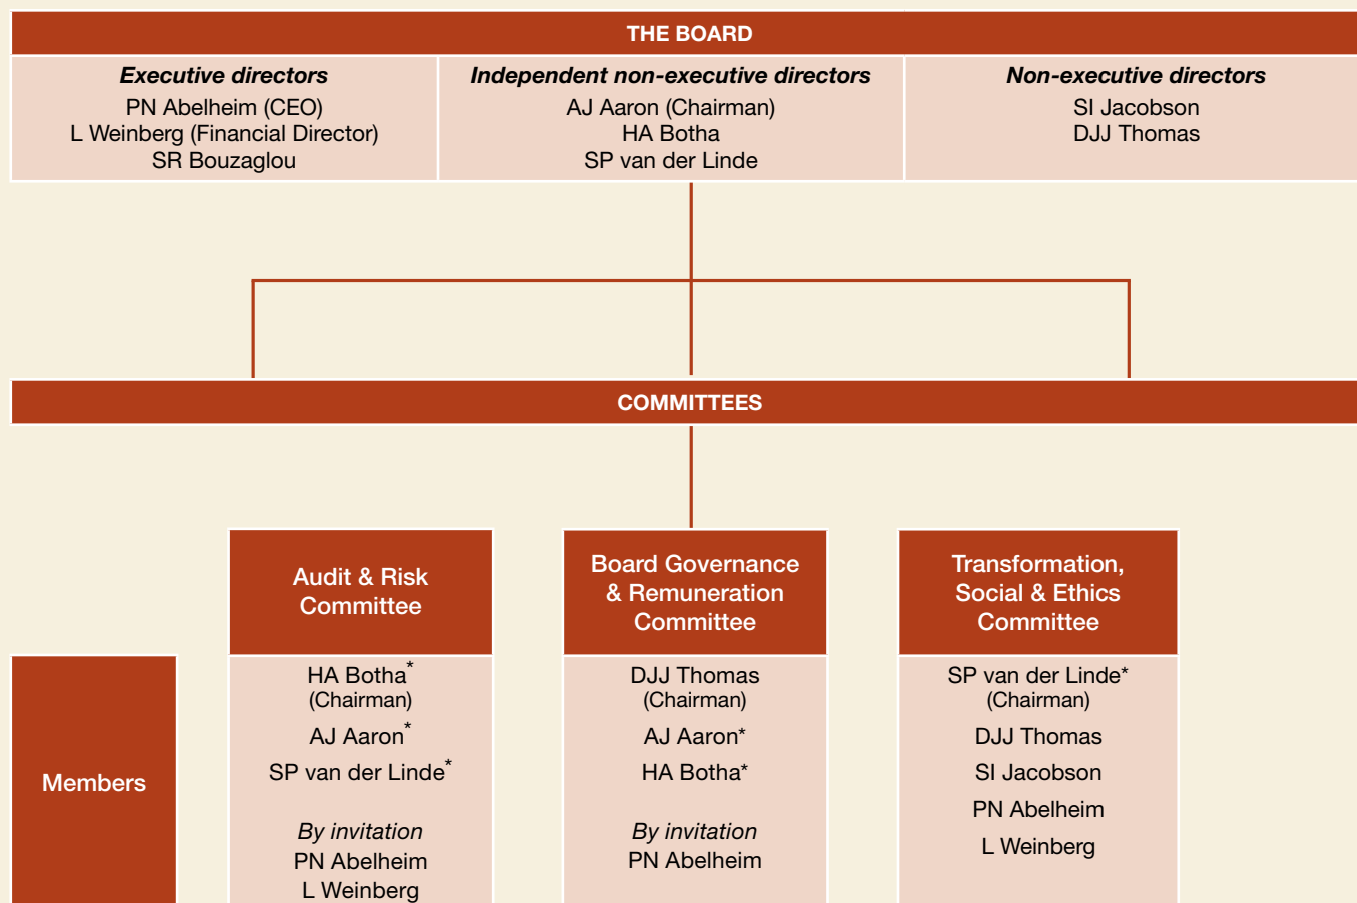 THE BOARD
Executive directors
PN Abelheim (CEO)
L Weinberg (Financial Director)
SR Bouzaglou
Independent non-executive directors
AJ Aaron (Chairman)
HA Botha
SP van der Linde
Non-executive directors
SI Jacobson
DJJ Thomas
COMMITTEES
Members
Audit & Risk
Committee
HA Botha*
(Chairman)
AJ Aaron*
SP van der Linde*
By invitation
PN Abelheim
L Weinberg
Board Governance
& Remuneration
Committee
DJJ Thomas
(Chairman)
AJ Aaron*
HA Botha*
By invitation
PN Abelheim
Transformation,
Social & Ethics
Committee
SP van der Linde*
(Chairman)
DJJ Thomas
SI Jacobson
PN Abelheim
L Weinberg